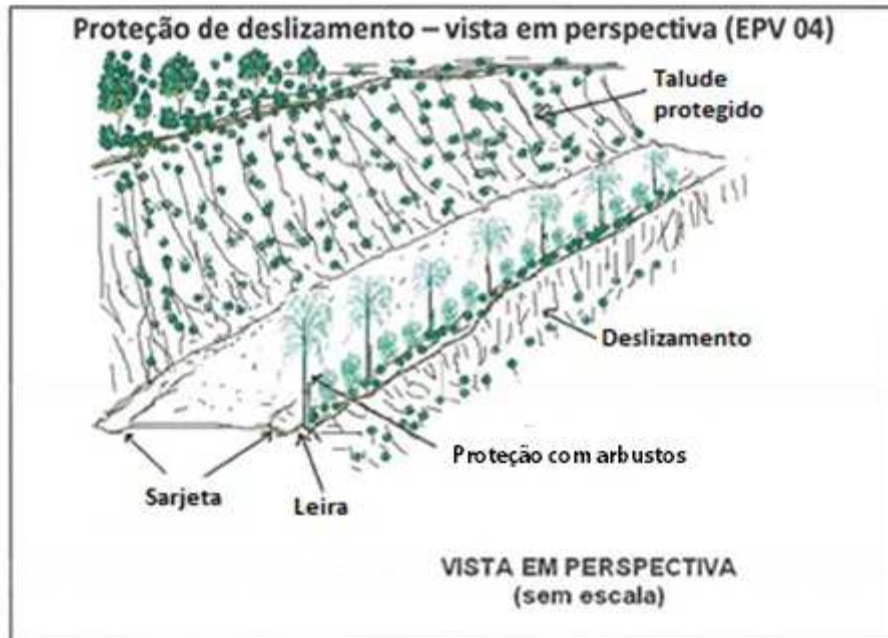 Proteção de deslizamento – vista em perspectiva (EPV 04)
Talude
protegido
Deslizamento
Proteção com arbustos
Sarjeta
Leira
VISTA EM PERSPECTIVA
(sem escala)